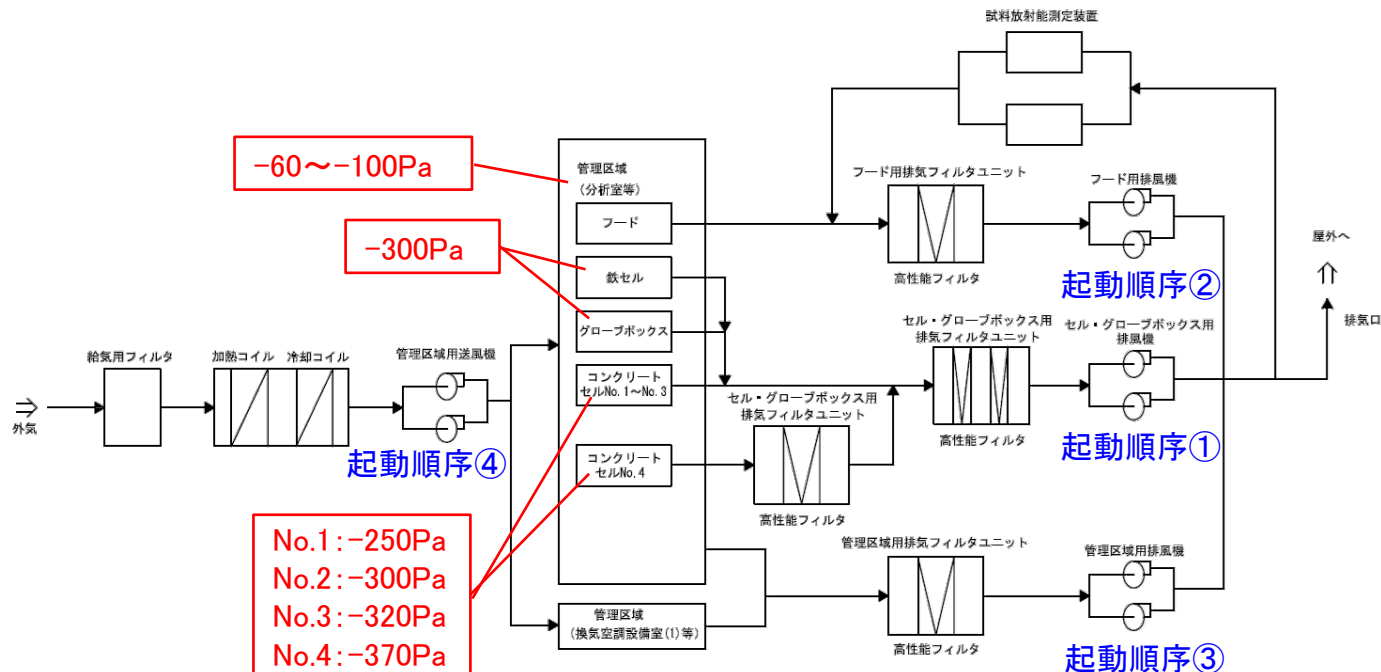 試料放射能測定装置
-60～-100Pa
管理区域
(分析室等)
フード
-300Pa
鉄セル
グローブボックス
コンクリート
セルNo.1～No.3
コンクリート
セルNo.4
No.1:-250Pa
No.2:-300Pa
No.3:-320Pa
No.4:-370Pa
管理区域
(換気空調設備室(1)等)
外気
給気用フィルタ
加熱コイル
冷却コイル
管理区域用送風機
起動順序④
フード用排気フィルタユニット
高性能フィルタ
フード用排風機
起動順序②
セル・グローブボックス用
排気フィルタユニット
高性能フィルタ
セル・グローブボックス用
排気フィルタユニット
高性能フィルタ
セル・グローブボックス用
排風機
起動順序①
管理区域用排気フィルタユニット
高性能フィルタ
管理区域用排風機
起動順序③
屋外へ
排気口